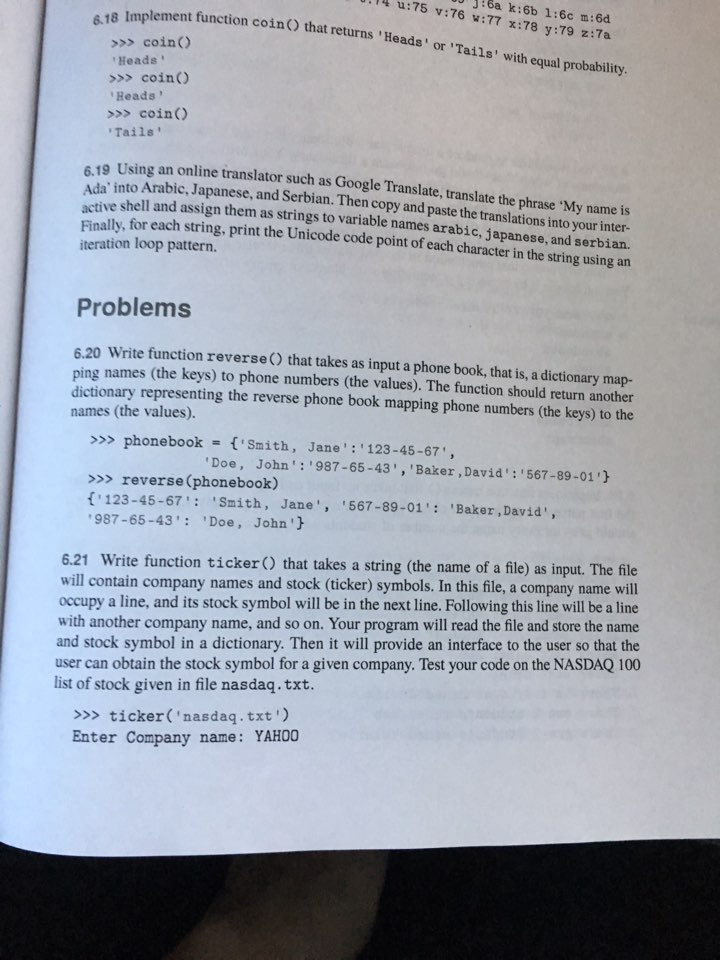 j:6a k:6b l:6c m:6d
u:75 v:76 w:77 x:78 y:79 z:7a
6.18 Implement function coin() that returns 'Heads' or 'Tails' with equal probability.
>>> coin()
'Heads'
>>> coin()
'Heads'
>>> coin()
'Tails'
6.19 Using an online translator such as Google Translate, translate the phrase ‘My name is
Ada’ into Arabic, Japanese, and Serbian. Then copy and paste the translations into your inter-
active shell and assign them as strings to variable names arabic, japanese, and serbian.
Finally, for each string, print the Unicode code point of each character in the string using an
iteration loop pattern.
Problems
6.20 Write function reverse() that takes as input a phone book, that is, a dictionary map-
ping names (the keys) to phone numbers (the values). The function should return another
dictionary representing the reverse phone book mapping phone numbers (the keys) to the
names (the values).
>>> phonebook = {'Smith, Jane':'123-45-67',
'Doe, John':'987-65-43','Baker,David':'567-89-01'}
>>> reverse(phonebook)
{'123-45-67': 'Smith, Jane', '567-89-01': 'Baker,David',
'987-65-43': 'Doe, John'}
6.21 Write function ticker() that takes a string (the name of a file) as input. The file
will contain company names and stock (ticker) symbols. In this file, a company name will
occupy a line, and its stock symbol will be in the next line. Following this line will be a line
with another company name, and so on. Your program will read the file and store the name
and stock symbol in a dictionary. Then it will provide an interface to the user so that the
user can obtain the stock symbol for a given company. Test your code on the NASDAQ 100
list of stock given in file nasdaq.txt.
>>> ticker('nasdaq.txt')
Enter Company name: YAHOO